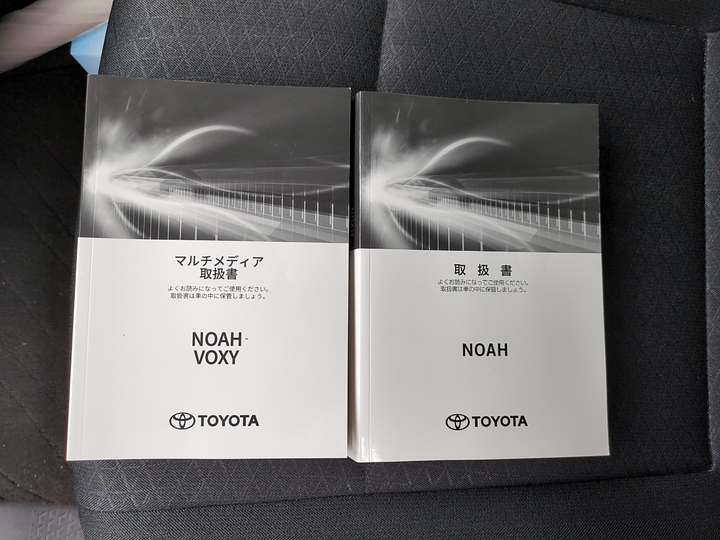 マルチメディア
取扱書
よくお読みになってご使用ください。
取扱書は車の中に保管しましょう。
NOAH
VOXY
TOYOTA
取扱書
よくお読みになってご使用ください。
取扱書は車の中に保管しましょう。
NOAH
TOYOTA